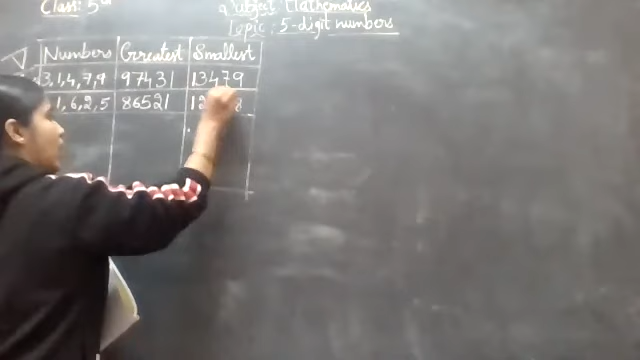 Class: 5th
Subject: Mathematics
Topic: 5-digit numbers
Numbers Greatest Smallest
3,1,4,7,9 97431 13479
1,6,2,5 86521 12